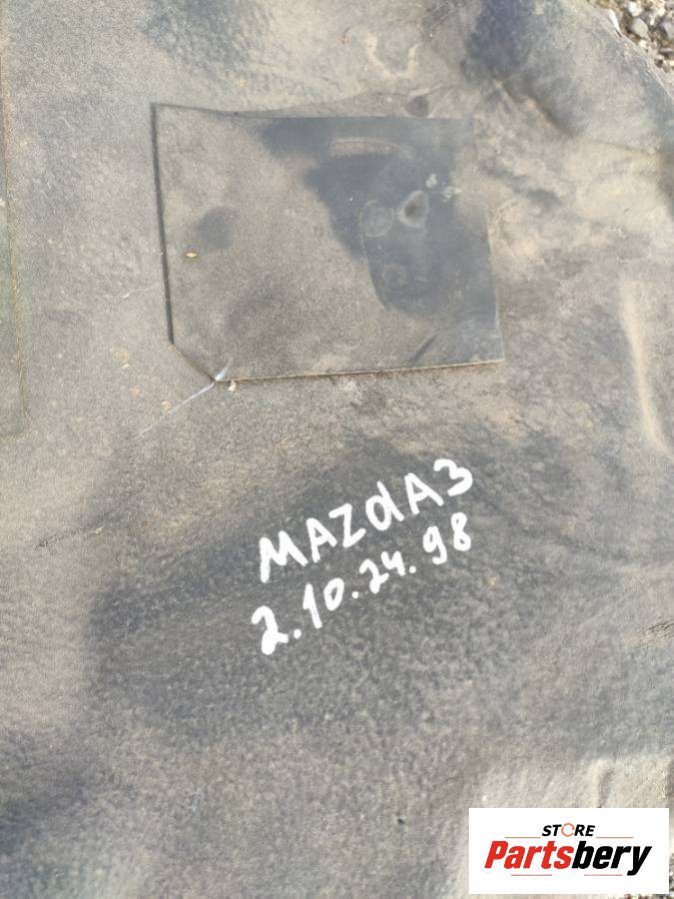 MAZdA3
2.10.24.98
STORE
Partsbery